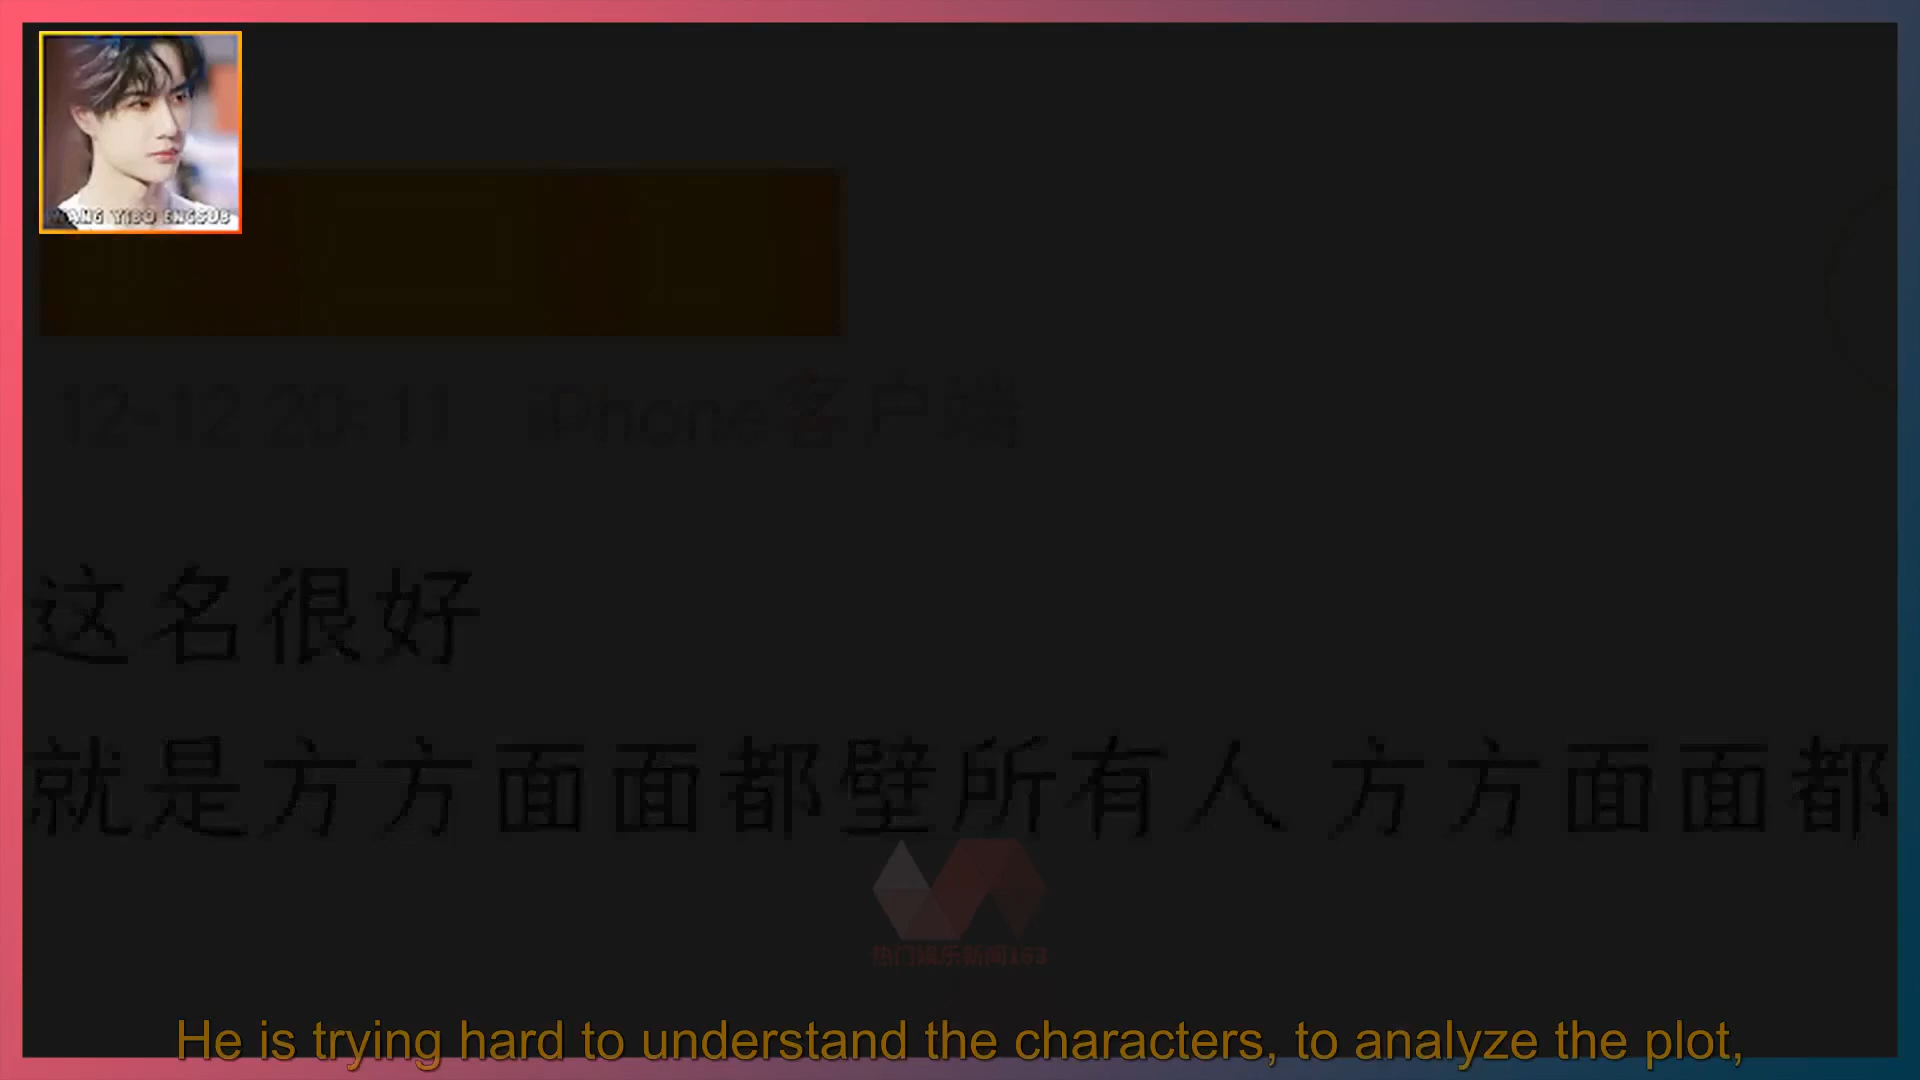 WANG YIBO ENGSUB
12-12 20:11 iPhone客户端
这名很好
就是方方面面都壁所有人 方方面面都
热门娱乐新闻163
He is trying hard to understand the characters, to analyze the plot,